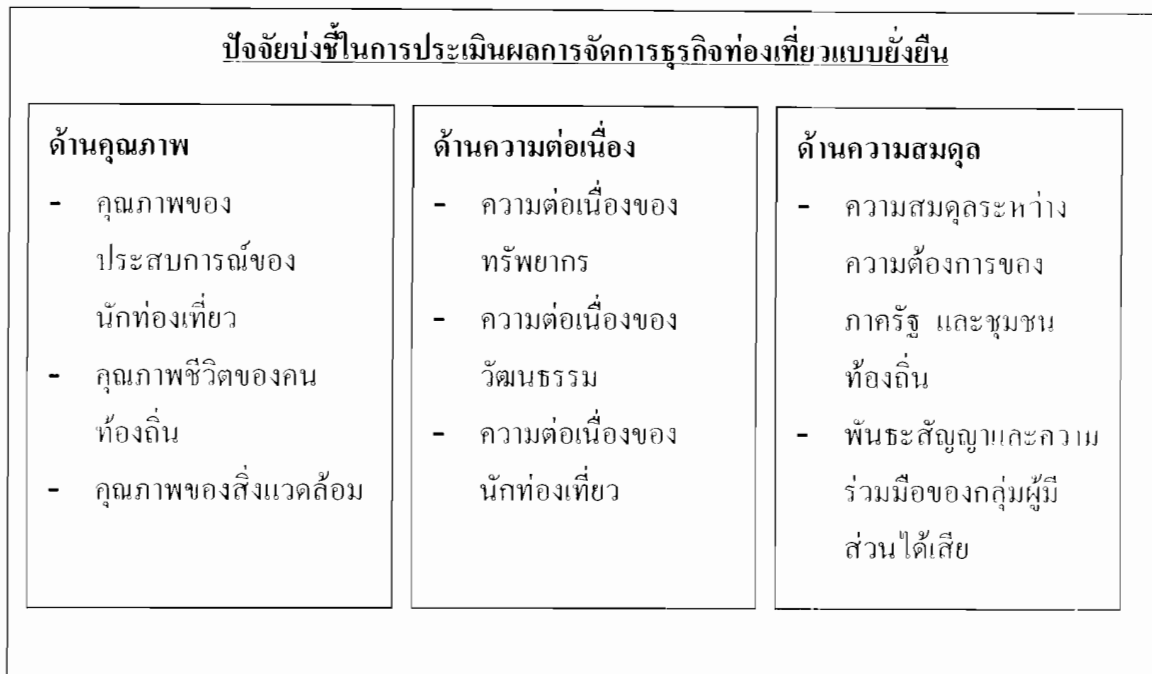 ปัจจัยบ่งชี้ในการประเมินผลการจัดการธุรกิจท่องเที่ยวแบบยั่งยืน
ด้านคุณภาพ
- คุณภาพของ
ประสบการณ์ของ
นักท่องเที่ยว
- คุณภาพชีวิตของคน
ท้องถิ่น
- คุณภาพของสิ่งแวดล้อม
ด้านความต่อเนื่อง
- ความต่อเนื่องของ
ทรัพยากร
- ความต่อเนื่องของ
วัฒนธรรม
- ความต่อเนื่องของ
นักท่องเที่ยว
ด้านความสมดุล
- ความสมดุลระหว่าง
ความต้องการของ
ภาครัฐ และชุมชน
ท้องถิ่น
- พันธะสัญญาและความ
ร่วมมือของกลุ่มผู้มี
ส่วนได้เสีย